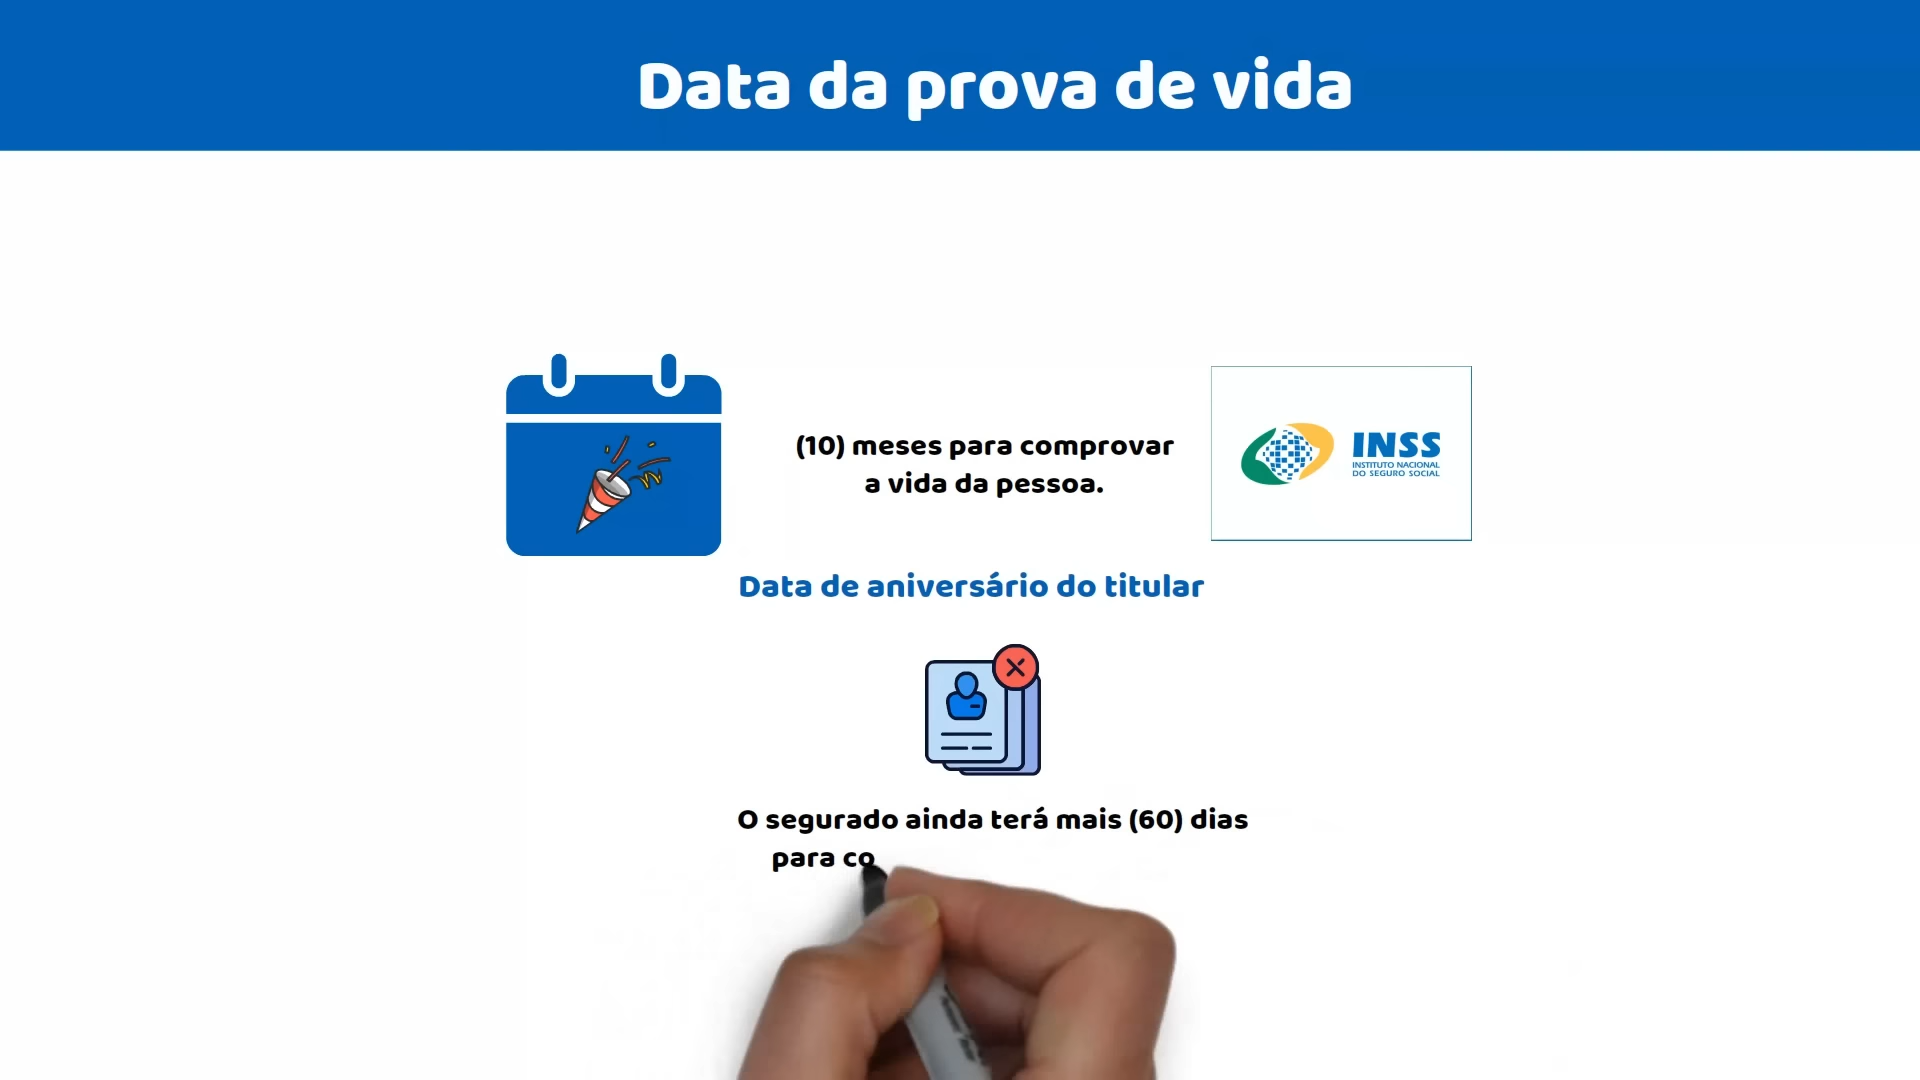 Data da prova de vida
(10) meses para comprovar
a vida da pessoa.
INSS
INSTITUTO NACIONAL
DO SEGURO SOCIAL
Data de aniversário do titular
O segurado ainda terá mais (60) dias
para co